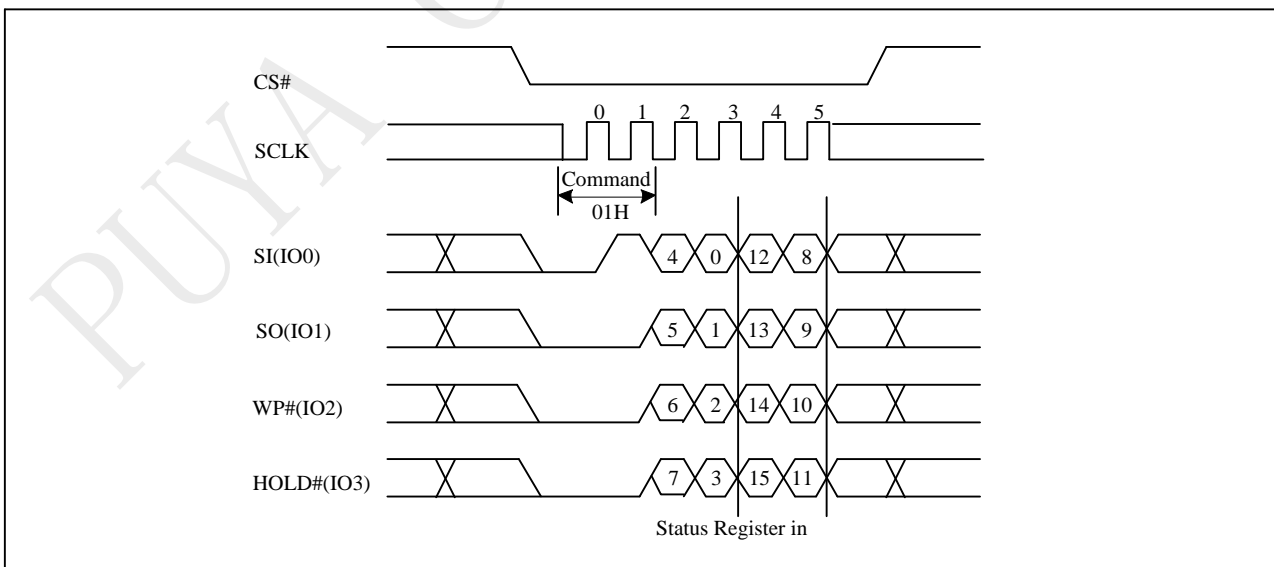 PUYA
CS#
0 1 2 3 4 5
SCLK
Command
01H
SI(IO0) 4 0 12 8
SO(IO1) 5 1 13 9
WP#(IO2) 6 2 14 10
HOLD#(IO3) 7 3 15 11
Status Register in